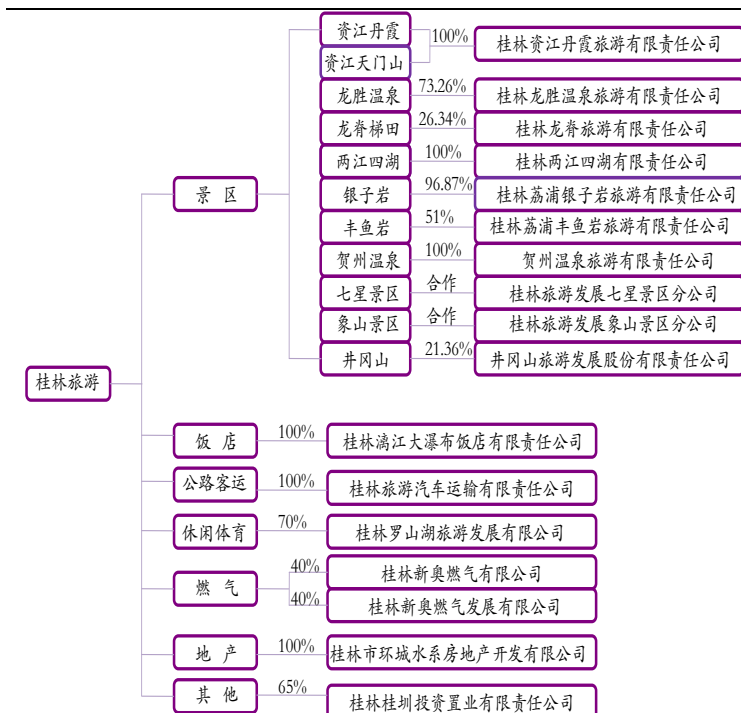 资江丹霞
100%
桂林资江丹霞旅游有限责任公司
资江天门山
龙胜温泉
73.26%
桂林龙胜温泉旅游有限责任公司
龙脊梯田
26.34%
桂林龙脊旅游有限责任公司
两江四湖
100%
桂林两江四湖有限责任公司
景 区
银子岩
96.87%
桂林荔浦银子岩旅游有限责任公司
丰鱼岩
51%
桂林荔浦丰鱼岩旅游有限责任公司
贺州温泉
100%
贺州温泉旅游有限责任公司
七星景区
合作
桂林旅游发展七星景区分公司
象山景区
合作
桂林旅游发展象山景区分公司
井冈山
21.36%
井冈山旅游发展股份有限责任公司
桂林旅游
饭 店
100%
桂林漓江大瀑布饭店有限责任公司
公路客运
100%
桂林旅游汽车运输有限责任公司
休闲体育
70%
桂林罗山湖旅游发展有限公司
燃 气
40%
桂林新奥燃气有限公司
40%
桂林新奥燃气发展有限公司
地 产
100%
桂林市环城水系房地产开发有限公司
其 他
65%
桂林桂圳投资置业有限责任公司